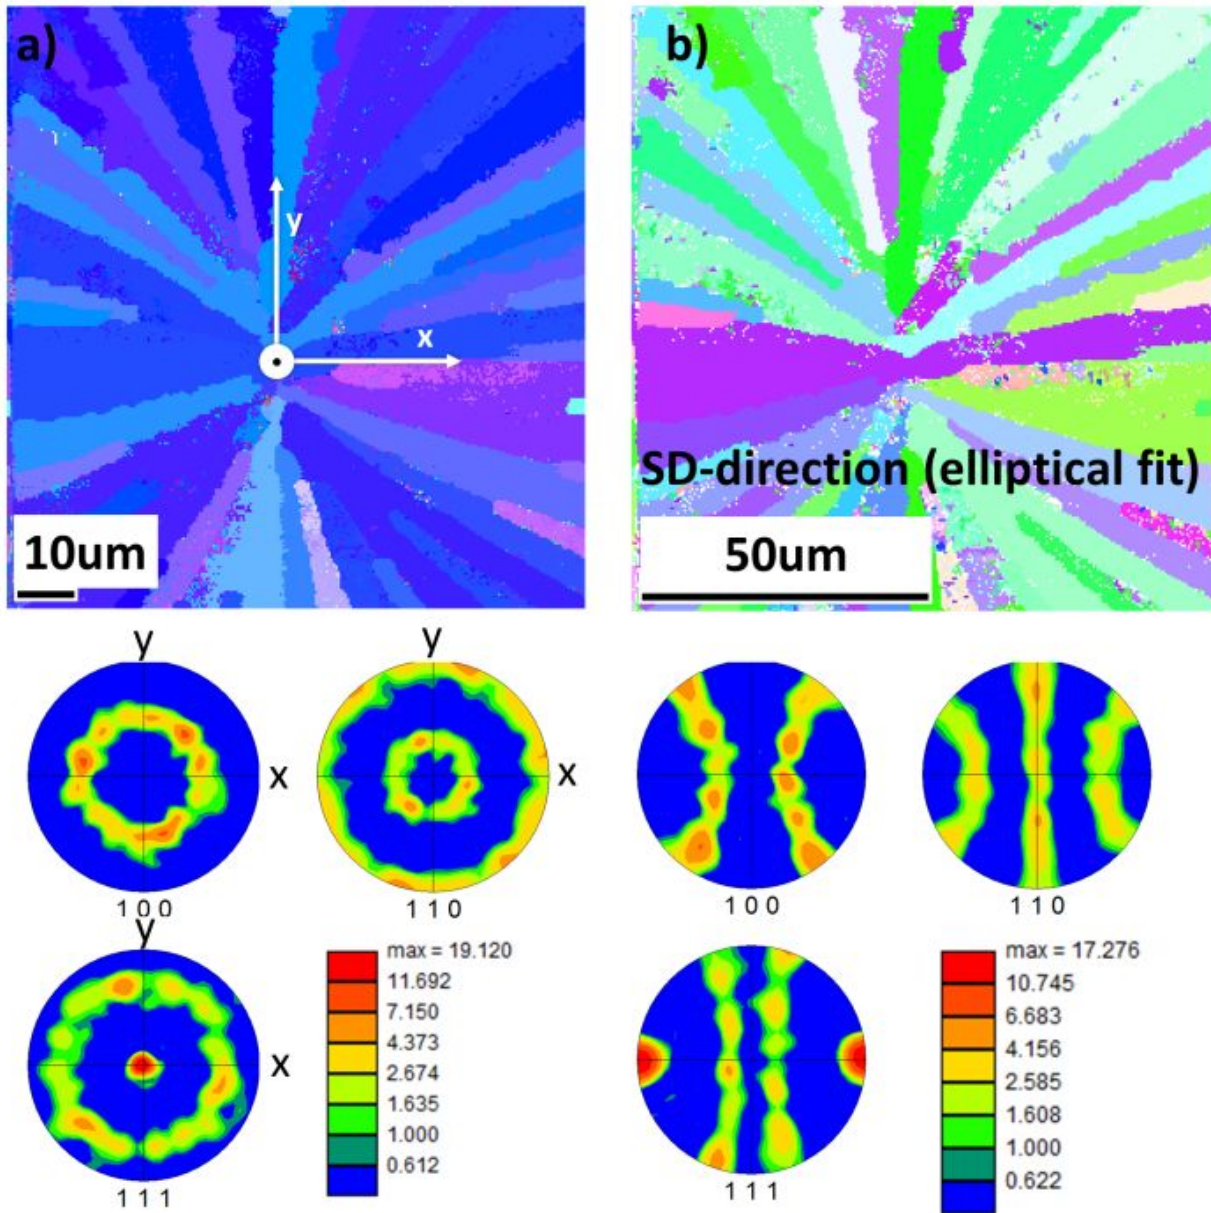 a)
b)
y
x
SD-direction (elliptical fit)
10um
50um
y
y
x
x
1 0 0
1 1 0
1 0 0
1 1 0
y
x
max = 19.120
11.692
7.150
4.373
2.674
1.635
1.000
0.612
1 1 1
max = 17.276
10.745
6.683
4.156
2.585
1.608
1.000
0.622
1 1 1